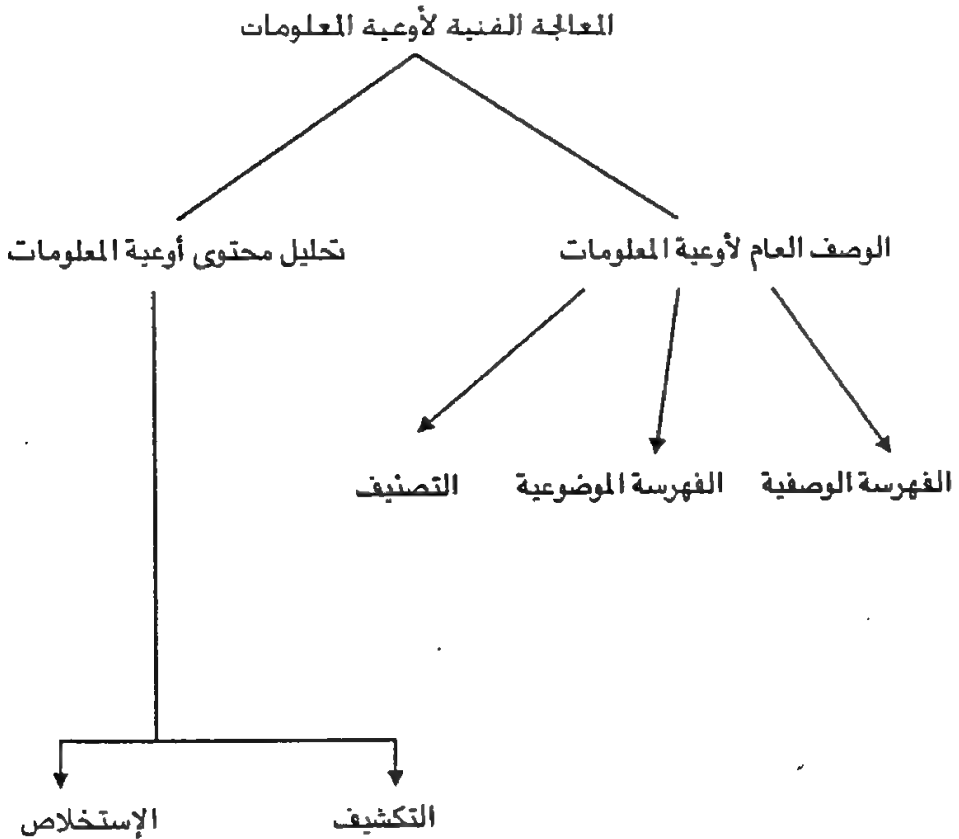 المعالجة الفنية لأوعية المعلومات
الوصف العام لأوعية المعلومات
تحليل محتوى أوعية المعلومات
الفهرسة الوصفية
الفهرسة الموضوعية
التصنيف
التكشيف
الإستخلاص